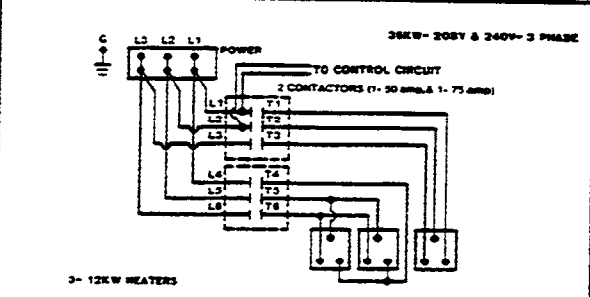 36KW- 208V & 240V- 3 PHASE
G L3 L2 L1
POWER
TO CONTROL CIRCUIT
2 CONTACTORS (1- 50 amp,& 1- 75 amp)
L1 T1
L2 T2
L3 T3
L4 T4
L5 T5
L6 T6
3- 12KW HEATERS